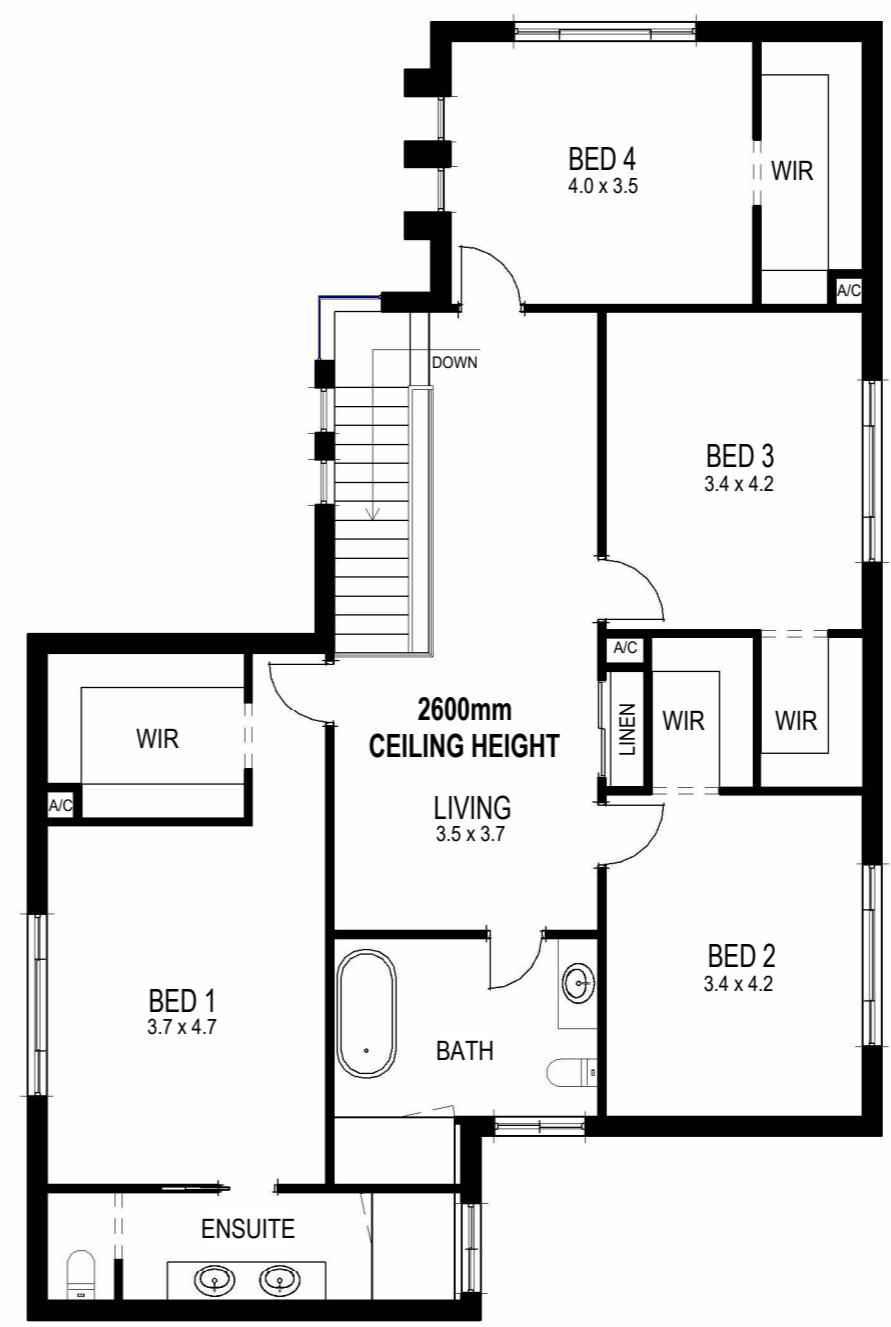 BED 4
4.0 x 3.5
WIR
A/C
DOWN
BED 3
3.4 x 4.2
A/C
LINEN
WIR
WIR
2600mm
CEILING HEIGHT
WIR
A/C
LIVING
3.5 x 3.7
BED 2
3.4 x 4.2
BED 1
3.7 x 4.7
BATH
ENSUITE